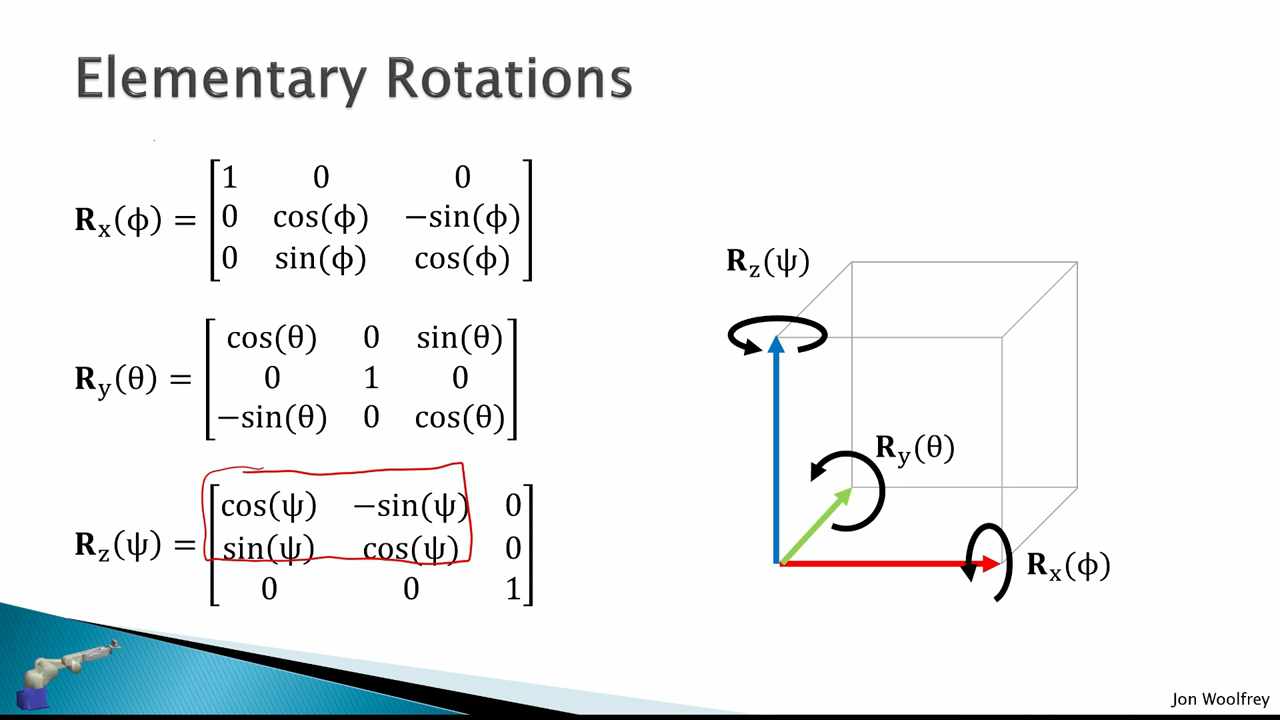 Elementary Rotations
1 0 0
R_x(ϕ) = 0 cos(ϕ) −sin(ϕ)
0 sin(ϕ) cos(ϕ)
cos(θ) 0 sin(θ)
R_y(θ) = 0 1 0
−sin(θ) 0 cos(θ)
cos(ψ) −sin(ψ) 0
R_z(ψ) = sin(ψ) cos(ψ) 0
0 0 1
R_z(ψ)
R_y(θ)
R_x(ϕ)
Jon Woolfrey